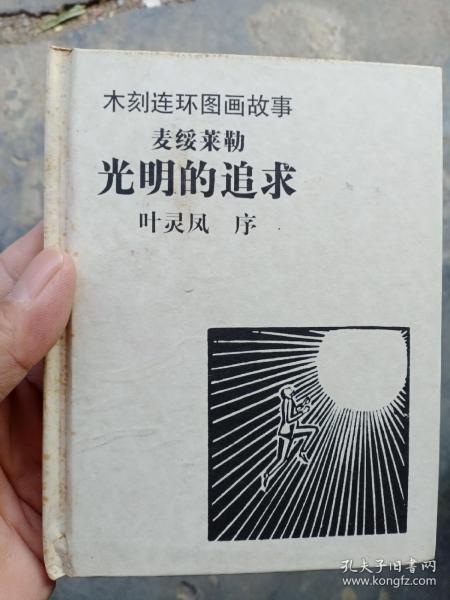 木刻连环图画故事
麦绥莱勒
光明的追求
叶灵凤 序
孔夫子旧书网
www.kongfz.com